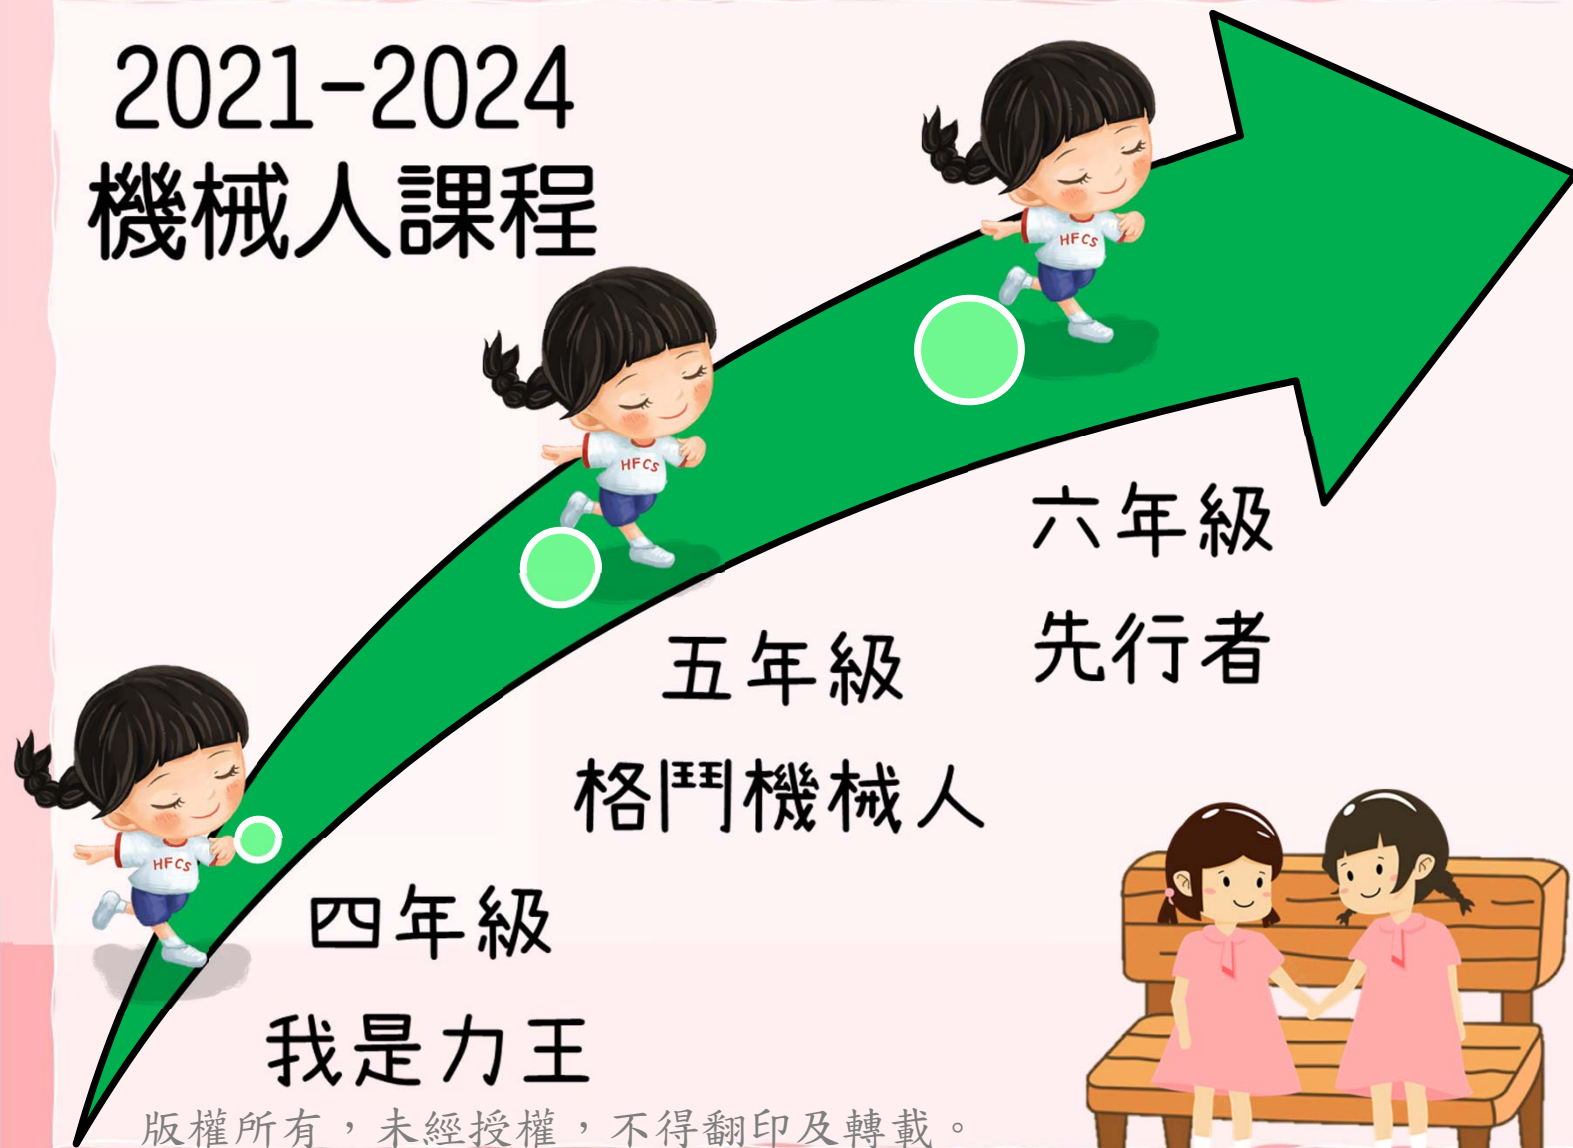 2021-2024
機械人課程
HFCS
HFCS
HFCS
六年級
先行者
五年級
格鬥機械人
四年級
我是力王
版權所有，未經授權，不得翻印及轉載。